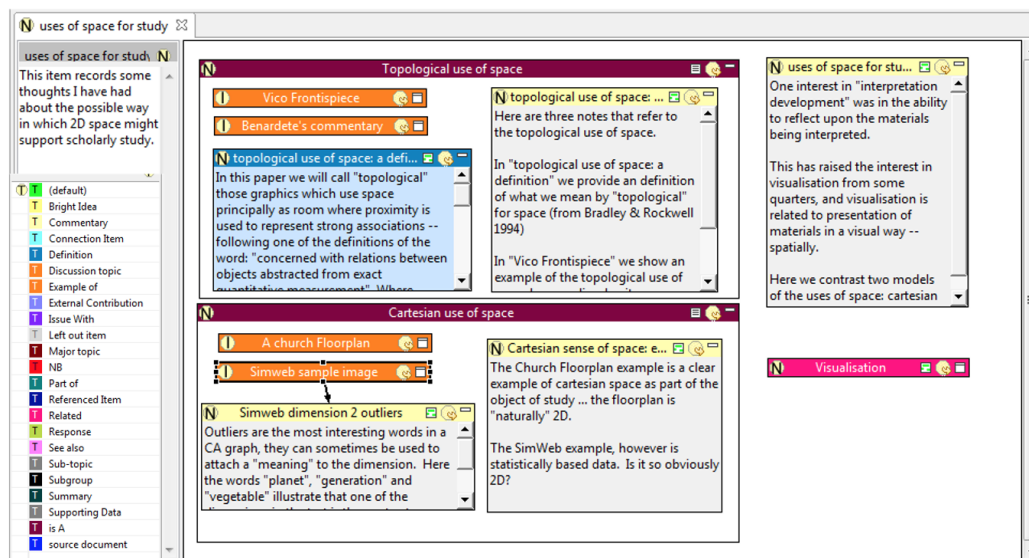 N uses of space for study
uses of space for study N
This item records some
thoughts I have had
about the possible way
in which 2D space might
support scholarly study.
T T (default)
T Bright Idea
T Commentary
T Connection Item
T Definition
T Discussion topic
T Example of
T External Contribution
T Issue With
T Left out item
T Major topic
T NB
T Part of
T Referenced Item
T Related
T Response
T See also
T Sub-topic
T Subgroup
T Summary
T Supporting Data
T is A
T source document
N Topological use of space
I Vico Frontispiece
I Benardete's commentary
N topological use of space: a defi...
In this paper we will call "topological"
those graphics which use space
principally as room where proximity is
used to represent strong associations --
following one of the definitions of the
word: "concerned with relations between
objects abstracted from exact
quantitative measurement". Where
N topological use of space: ...
Here are three notes that refer to
the topological use of space.
In "topological use of space: a
definition" we provide an definition
of what we mean by "topological"
for space (from Bradley & Rockwell
1994)
In "Vico Frontispiece" we show an
example of the topological use of
N Cartesian use of space
I A church Floorplan
I Simweb sample image
N Simweb dimension 2 outliers
Outliers are the most interesting words in a
CA graph, they can sometimes be used to
attach a "meaning" to the dimension. Here
the words "planet", "generation" and
"vegetable" illustrate that one of the
N Cartesian sense of space: e...
The Church Floorplan example is a clear
example of cartesian space as part of the
object of study ... the floorplan is
"naturally" 2D.
The SimWeb example, however is
statistically based data. Is it so obviously
2D?
N uses of space for stu...
One interest in "interpretation
development" was in the ability
to reflect upon the materials
being interpreted.
This has raised the interest in
visualisation from some
quarters, and visualisation is
related to presentation of
materials in a visual way --
spatially.
Here we contrast two models
of the uses of space: cartesian
N Visualisation